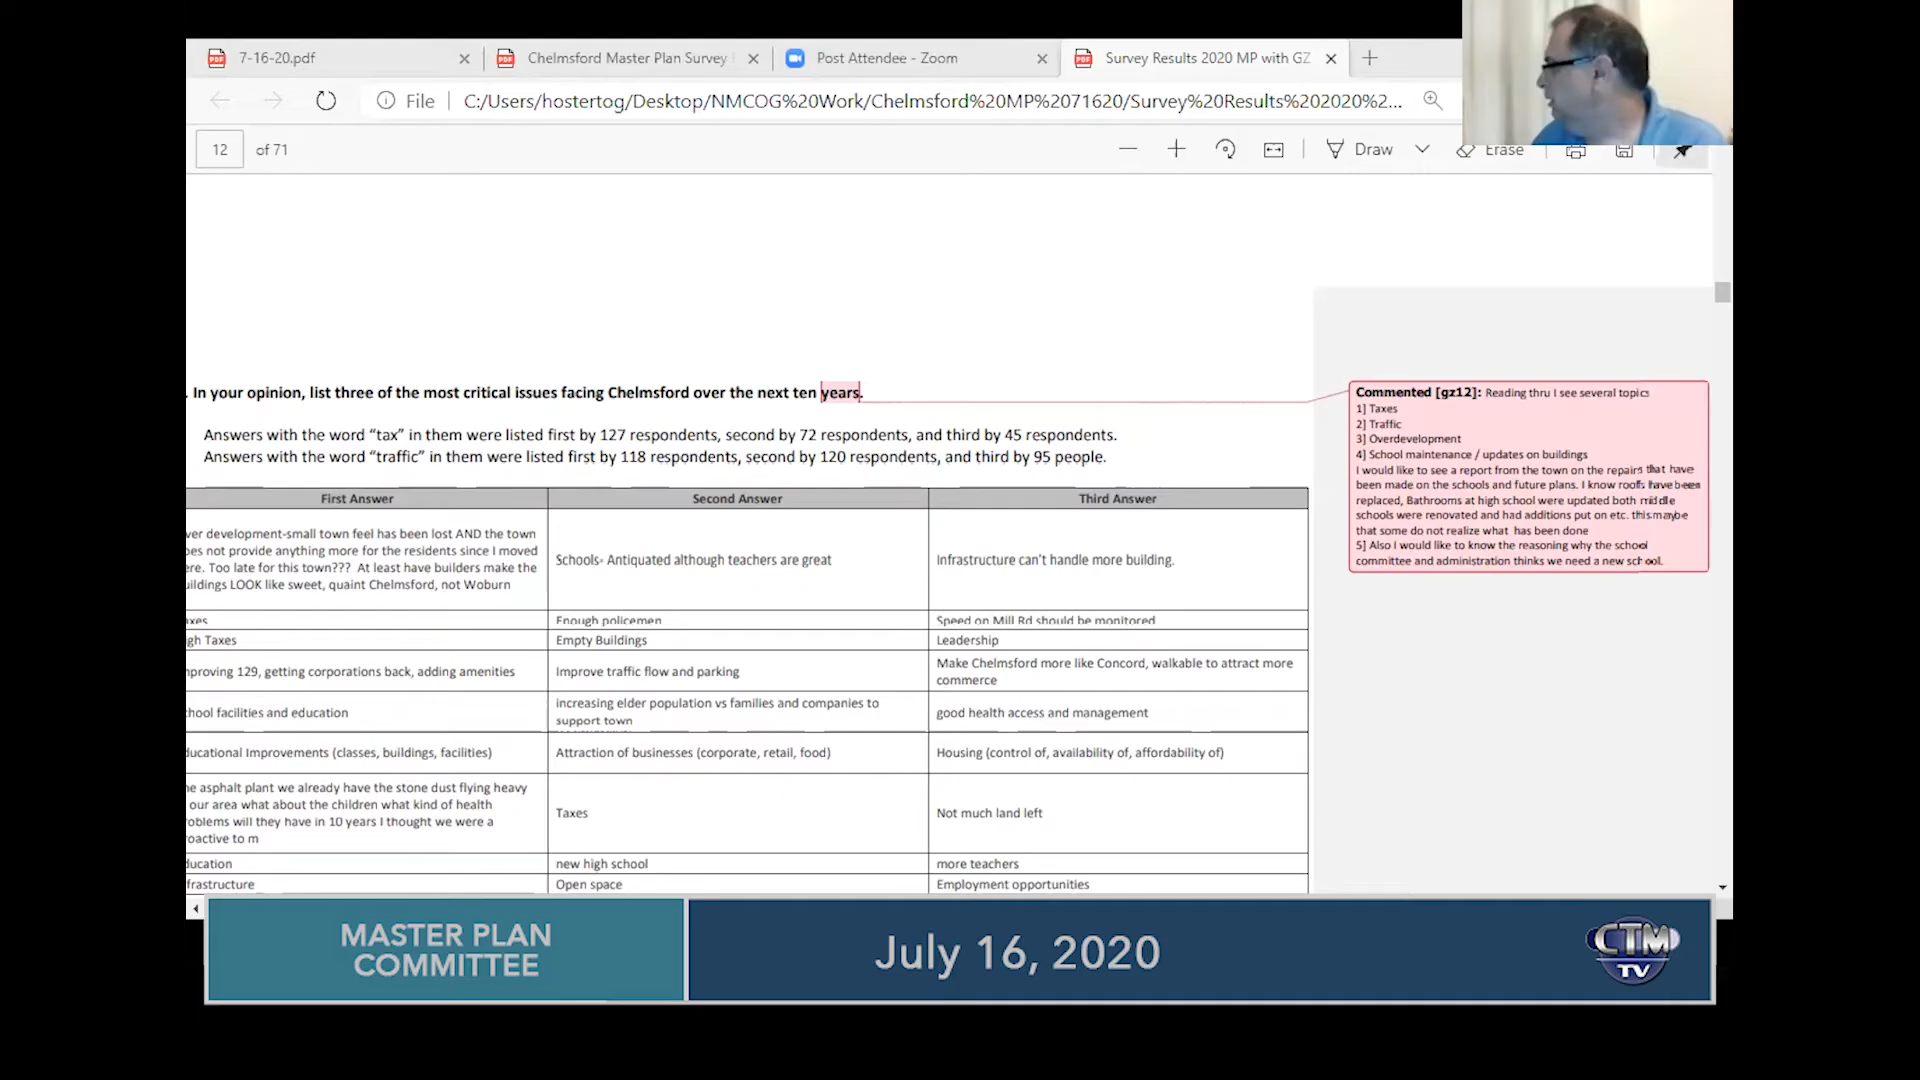 7-16-20.pdf
Chelmsford Master Plan Survey
Post Attendee - Zoom
Survey Results 2020 MP with GZ
File
C:/Users/hostertog/Desktop/NMCOG%20Work/Chelmsford%20MP%2071620/Survey%20Results%202020%2...
12 of 71
Draw
Erase
. In your opinion, list three of the most critical issues facing Chelmsford over the next ten years.
Answers with the word “tax” in them were listed first by 127 respondents, second by 72 respondents, and third by 45 respondents.
Answers with the word “traffic” in them were listed first by 118 respondents, second by 120 respondents, and third by 95 people.
First Answer
Second Answer
Third Answer
ver development-small town feel has been lost AND the town
oes not provide anything more for the residents since I moved
ere. Too late for this town??? At least have builders make the
uildings LOOK like sweet, quaint Chelmsford, not Woburn
Schools- Antiquated although teachers are great
Infrastructure can't handle more building.
axes
Enough policemen
Speed on Mill Rd should be monitored
gh Taxes
Empty Buildings
Leadership
nproving 129, getting corporations back, adding amenities
Improve traffic flow and parking
Make Chelmsford more like Concord, walkable to attract more
commerce
chool facilities and education
increasing elder population vs families and companies to
support town
good health access and management
ducational Improvements (classes, buildings, facilities)
Attraction of businesses (corporate, retail, food)
Housing (control of, availability of, affordability of)
he asphalt plant we already have the stone dust flying heavy
our area what about the children what kind of health
roblems will they have in 10 years I thought we were a
roactive to m
Taxes
Not much land left
ducation
new high school
more teachers
frastructure
Open space
Employment opportunities
Commented [gz12]: Reading thru I see several topics
1] Taxes
2] Traffic
3] Overdevelopment
4] School maintenance / updates on buildings
I would like to see a report from the town on the repairs that have
been made on the schools and future plans. I know roofs have been
replaced, Bathrooms at high school were updated both middle
schools were renovated and had additions put on etc. this maybe
that some do not realize what has been done
5] Also I would like to know the reasoning why the school
committee and administration thinks we need a new school.
MASTER PLAN
COMMITTEE
July 16, 2020
CTM
TV